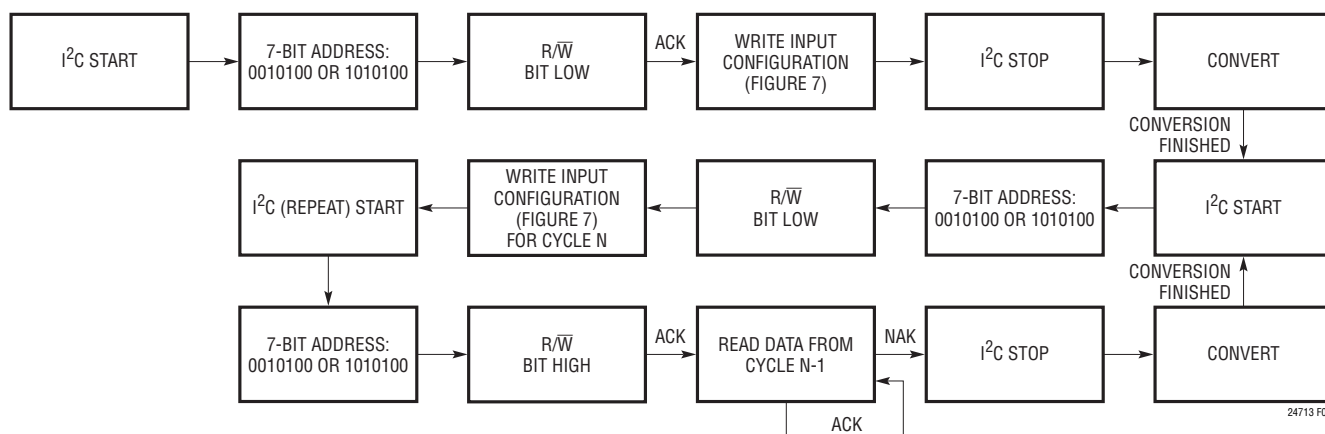 I²C START
7-BIT ADDRESS:
0010100 OR 1010100
R/W̅
BIT LOW
ACK
WRITE INPUT
CONFIGURATION
(FIGURE 7)
I²C STOP
CONVERT
CONVERSION
FINISHED
I²C START
7-BIT ADDRESS:
0010100 OR 1010100
R/W̅
BIT LOW
WRITE INPUT
CONFIGURATION
(FIGURE 7)
FOR CYCLE N
I²C (REPEAT) START
7-BIT ADDRESS:
0010100 OR 1010100
R/W̅
BIT HIGH
ACK
READ DATA FROM
CYCLE N-1
ACK
NAK
I²C STOP
CONVERT
CONVERSION
FINISHED
24713